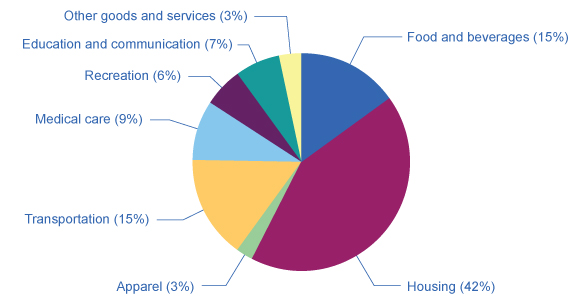 Other goods and services (3%)
Education and communication (7%)
Recreation (6%)
Medical care (9%)
Transportation (15%)
Apparel (3%)
Food and beverages (15%)
Housing (42%)